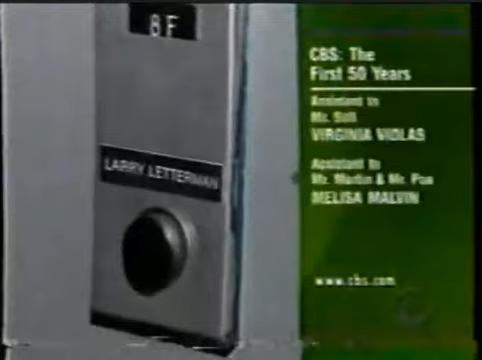 8F
LARRY LETTERMAN
CBS: The
First 50 Years
Assistant to
Mr. Still
VIRGINIA VIOLAS
Assistant to
Mr. Martin & Mr. Poe
MELISA MALVIN
www.cbs.com